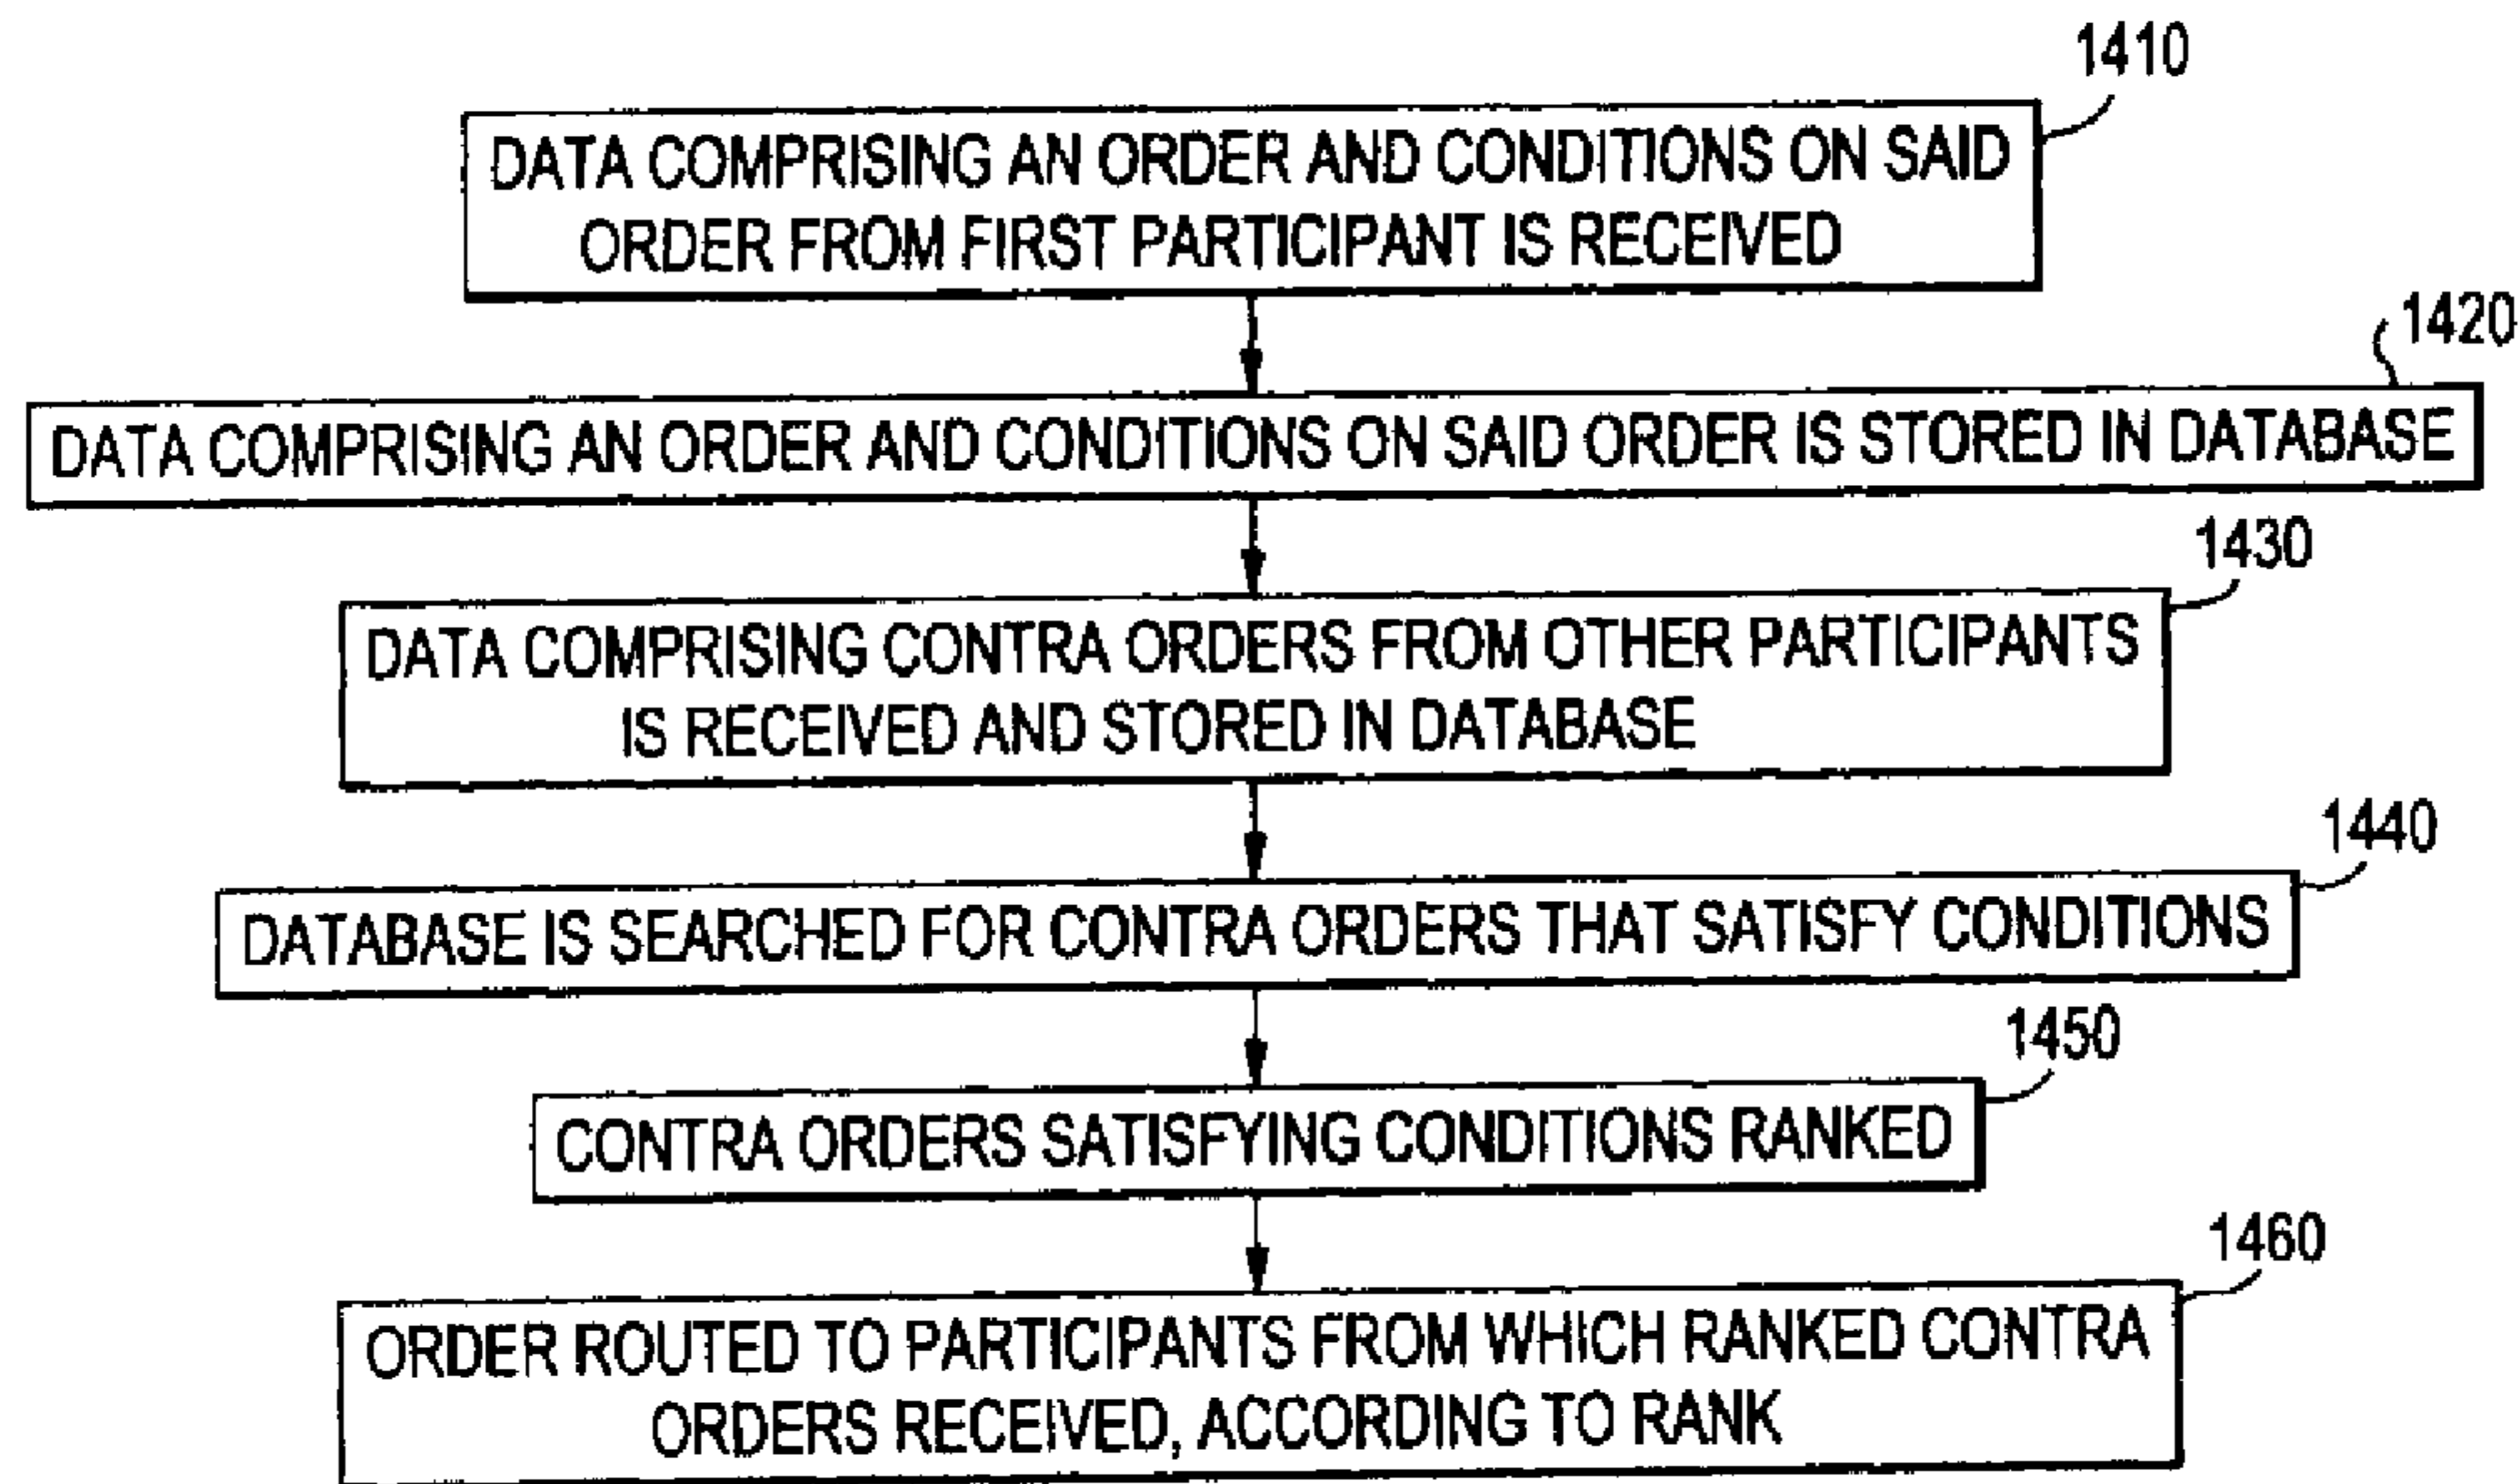 1410
DATA COMPRISING AN ORDER AND CONDITIONS ON SAID
ORDER FROM FIRST PARTICIPANT IS RECEIVED
1420
DATA COMPRISING AN ORDER AND CONDITIONS ON SAID ORDER IS STORED IN DATABASE
1430
DATA COMPRISING CONTRA ORDERS FROM OTHER PARTICIPANTS
IS RECEIVED AND STORED IN DATABASE
1440
DATABASE IS SEARCHED FOR CONTRA ORDERS THAT SATISFY CONDITIONS
1450
CONTRA ORDERS SATISFYING CONDITIONS RANKED
1460
ORDER ROUTED TO PARTICIPANTS FROM WHICH RANKED CONTRA
ORDERS RECEIVED, ACCORDING TO RANK